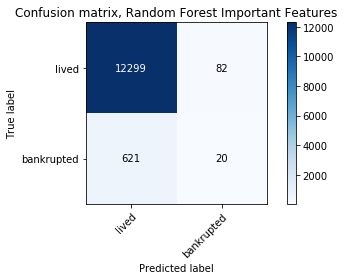 Confusion matrix, Random Forest Important Features
True label
lived
12299
82
bankrupted
621
20
lived
bankrupted
Predicted label
12000
10000
8000
6000
4000
2000